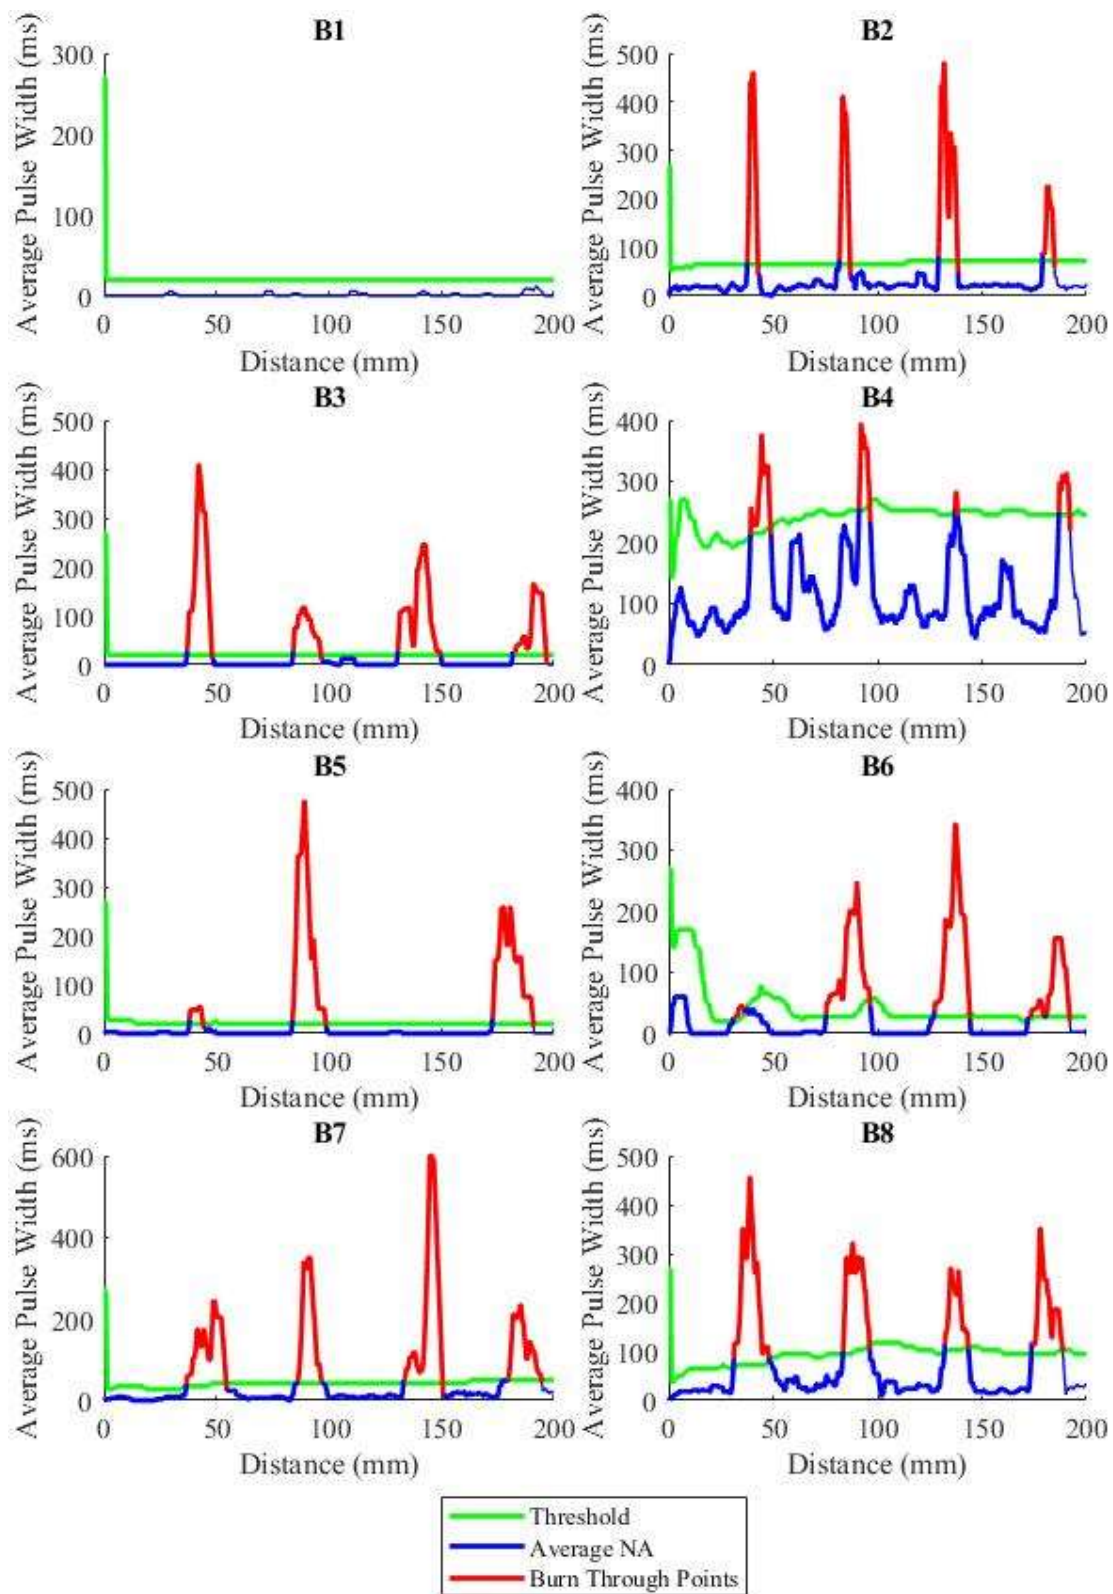 B1
B2
Average Pulse Width (ms)
300
200
100
0
0 50 100 150 200
Distance (mm)
Average Pulse Width (ms)
500
400
300
200
100
0
0 50 100 150 200
Distance (mm)
B3
B4
Average Pulse Width (ms)
500
400
300
200
100
0
0 50 100 150 200
Distance (mm)
Average Pulse Width (ms)
400
300
200
100
0
0 50 100 150 200
Distance (mm)
B5
B6
Average Pulse Width (ms)
500
400
300
200
100
0
0 50 100 150 200
Distance (mm)
Average Pulse Width (ms)
400
300
200
100
0
0 50 100 150 200
Distance (mm)
B7
B8
Average Pulse Width (ms)
600
400
200
0
0 50 100 150 200
Distance (mm)
Average Pulse Width (ms)
500
400
300
200
100
0
0 50 100 150 200
Distance (mm)
Threshold
Average NA
Burn Through Points